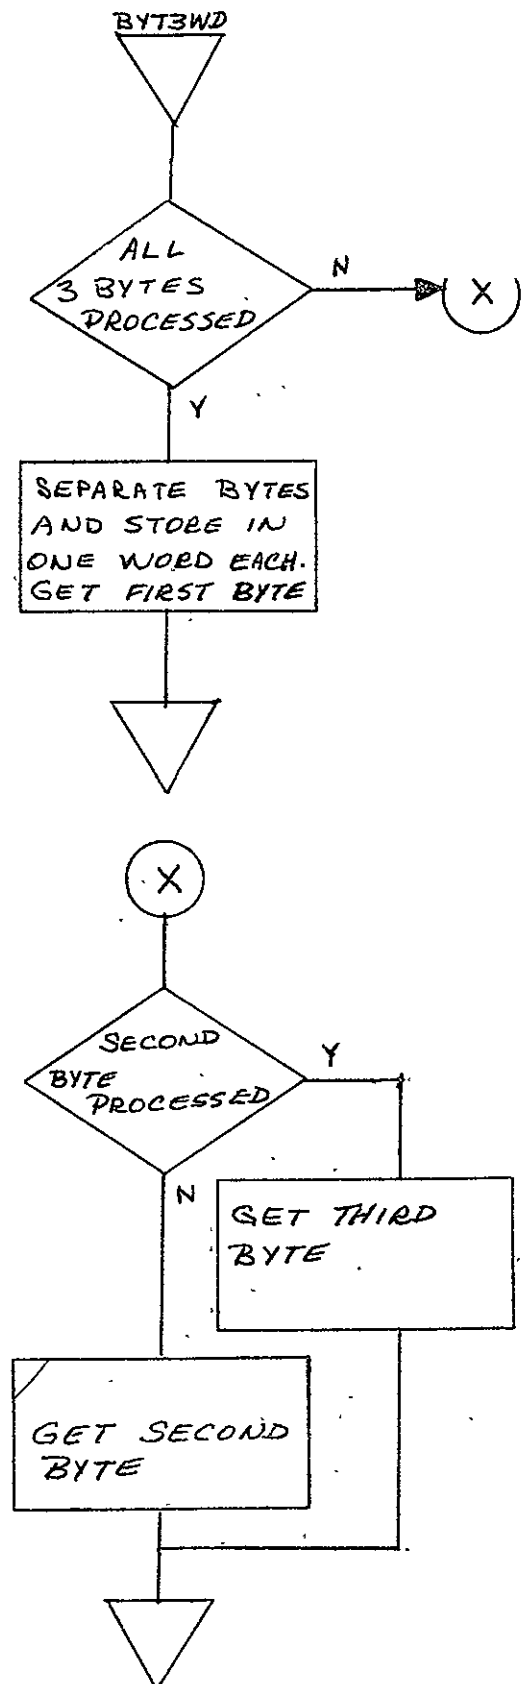 BYT3WD
ALL
3 BYTES
PROCESSED
N
X
Y
SEPARATE BYTES
AND STORE IN
ONE WORD EACH.
GET FIRST BYTE
X
SECOND
BYTE
PROCESSED
Y
N
GET THIRD
BYTE
GET SECOND
BYTE